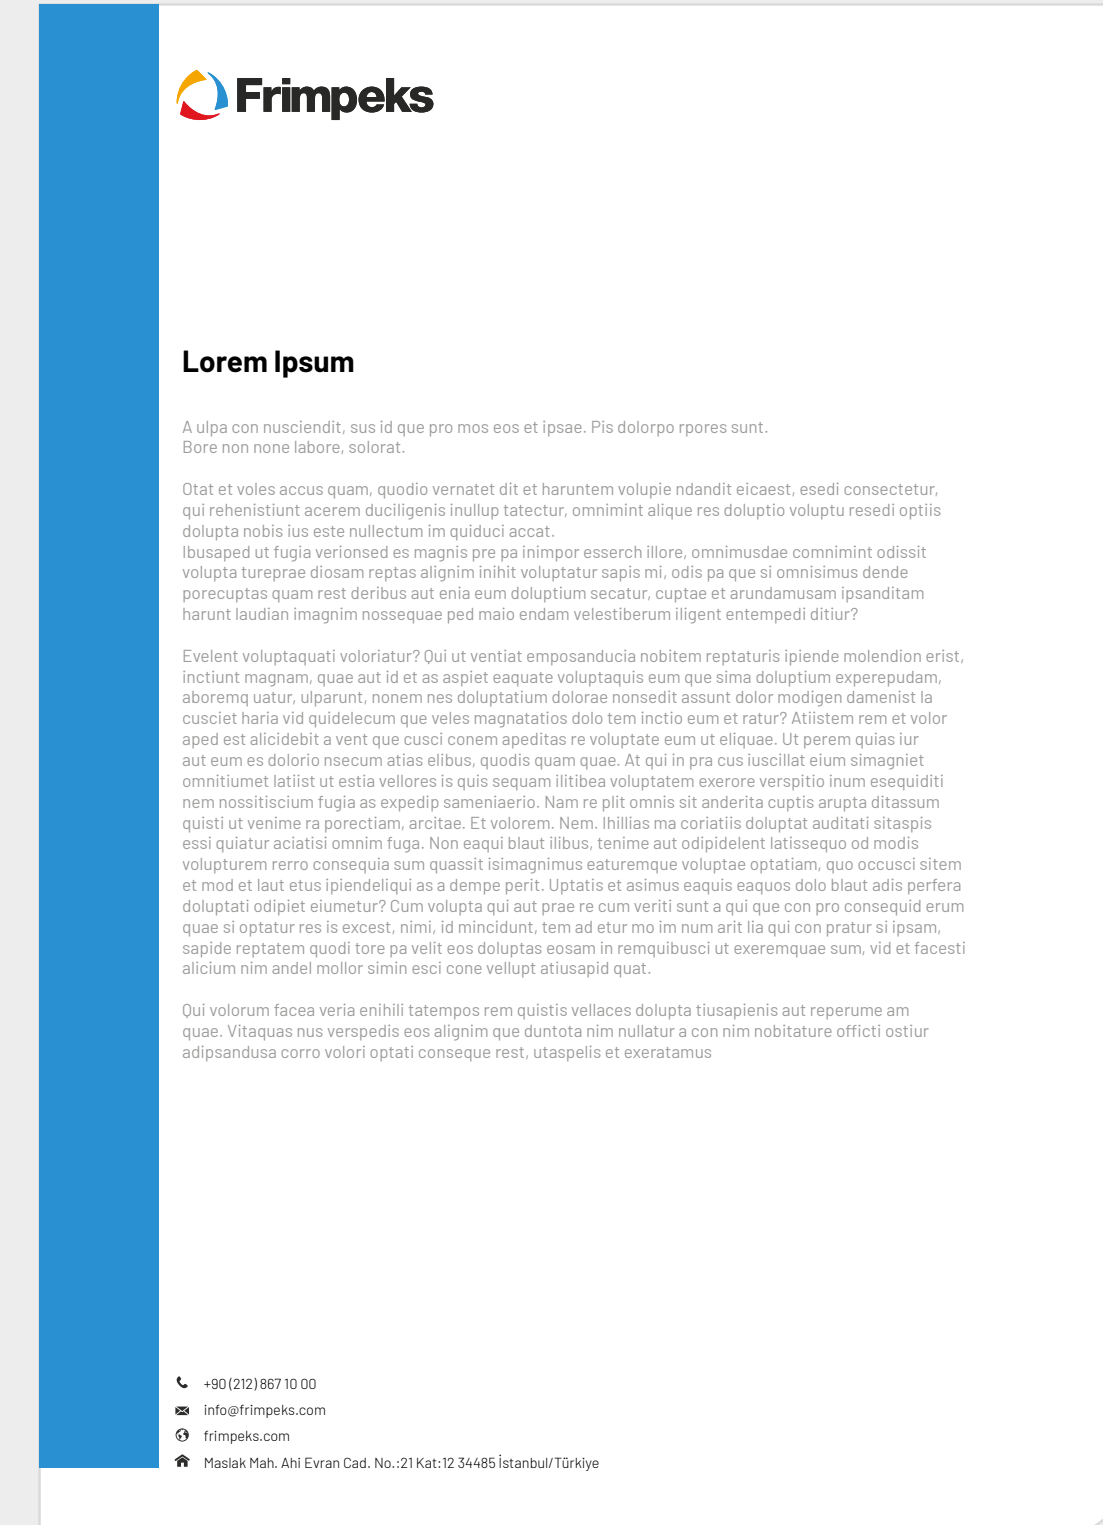 Frimpeks
Lorem Ipsum
A ulpa con nusciendit, sus id que pro mos eos et ipsae. Pis dolorpo rpores sunt.
Bore non none labore, solorat.
Otat et voles accus quam, quodio vernatet dit et haruntem volupie ndandit eicaest, esedi consectetur,
qui rehenistiunt acerem duciligenis inullup tatectur, omnimint alique res doluptio voluptu resedi optiis
dolupta nobis ius este nullectum im quiduci accat.
Ibusaped ut fugia verionsed es magnis pre pa inimpor esserch illore, omnimusdae comnimint odissit
volupta tureprae diosam reptas alignim inihit voluptatur sapis mi, odis pa que si omnisimus dende
porecuptas quam rest deribus aut enia eum doluptium secatur, cuptae et arundamusam ipsanditam
harunt laudian imagnim nossequae ped maio endam velestiberum iligent entempedi ditiur?
Evelent voluptaquati voloriatur? Qui ut ventiat emposanducia nobitem reptaturis ipiende molendion erist,
inctiunt magnam, quae aut id et as aspiet eaquate voluptaquis eum que sima doluptium experepudam,
aboremq uatur, ulparunt, nonem nes doluptatium dolorae nonsedit assunt dolor modigen damenist la
cusciet haria vid quidelecum que veles magnatatios dolo tem inctio eum et ratur? Atiistem rem et volor
aped est alicidebit a vent que cusci conem apeditas re voluptate eum ut eliquae. Ut perem quias iur
aut eum es dolorio nsecum atias elibus, quodis quam quae. At qui in pra cus iuscillat eium simagniet
omnitiumet latiist ut estia vellores is quis sequam ilitibea voluptatem exerore verspitio inum esequiditi
nem nossitiscium fugia as expedip sameniaerio. Nam re plit omnis sit anderita cuptis arupta ditassum
quisti ut venime ra porectiam, arcitae. Et volorem. Nem. Ihillias ma coriatiis doluptat auditati sitaspis
essi quiatur aciatisi omnim fuga. Non eaqui blaut ilibus, tenime aut odipidelent latissequo od modis
volupturem rerro consequia sum quassit isimagnimus eaturemque voluptae optatiam, quo occusci sitem
et mod et laut etus ipiendeliqui as a dempe perit. Uptatis et asimus eaquis eaquos dolo blaut adis perfera
doluptati odipiet eiumetur? Cum volupta qui aut prae re cum veriti sunt a qui que con pro consequid erum
quae si optatur res is excest, nimi, id mincidunt, tem ad etur mo im num arit lia qui con pratur si ipsam,
sapide reptatem quodi tore pa velit eos doluptas eosam in remquibusci ut exeremquae sum, vid et facesti
alicium nim andel mollor simin esci cone vellupt atiusapid quat.
Qui volorum facea veria enihili tatempos rem quistis vellaces dolupta tiusapienis aut reperume am
quae. Vitaquas nus verspedis eos alignim que duntota nim nullatur a con nim nobitature officti ostiur
adipsandusa corro volori optati conseque rest, utaspelis et exeratamus
+90 (212) 867 10 00
info@frimpeks.com
frimpeks.com
Maslak Mah. Ahi Evran Cad. No.:21 Kat:12 34485 İstanbul/Türkiye